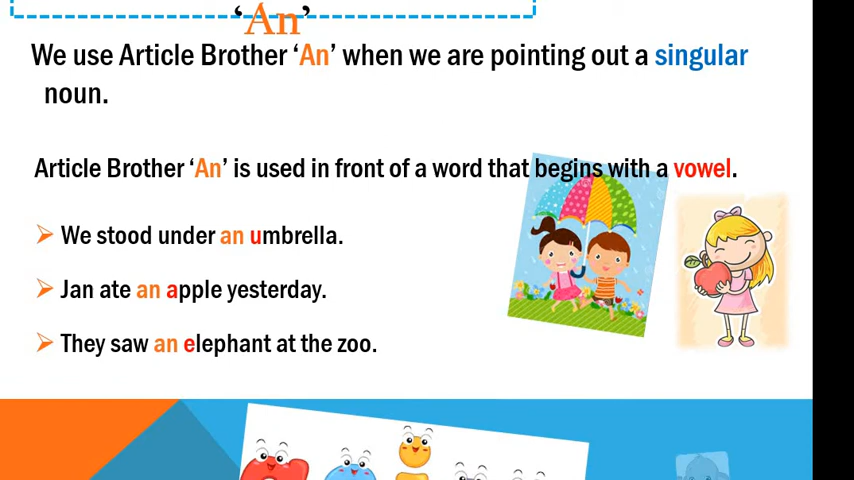 ‘An’
We use Article Brother ‘An’ when we are pointing out a singular
noun.
Article Brother ‘An’ is used in front of a word that begins with a vowel.
We stood under an umbrella.
Jan ate an apple yesterday.
They saw an elephant at the zoo.